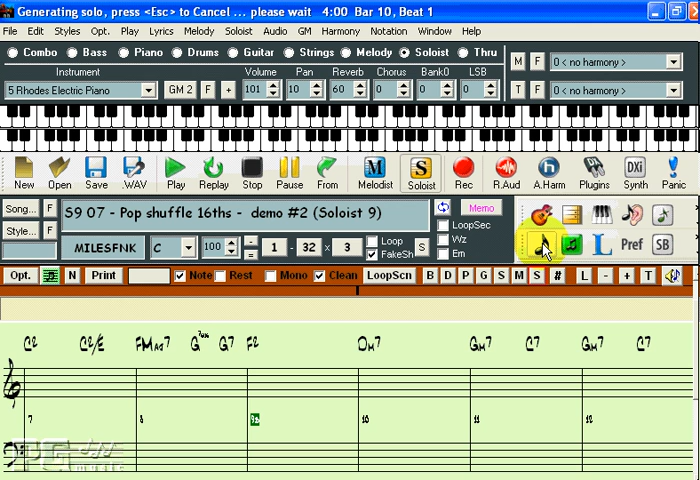 Generating solo, press <Esc> to Cancel ... please wait 4:00 Bar 10, Beat 1
File Edit Styles Opt. Play Lyrics Melody Soloist Audio GM Harmony Notation Window Help
Combo Bass Piano Drums Guitar Strings Melody Soloist Thru
Instrument Volume Pan Reverb Chorus Bank0 LSB
M F 0 < no harmony >
5 Rhodes Electric Piano GM 2 F + 101 10 60 0 0 0
T F 0 < no harmony >
New Open Save .WAV Play Replay Stop Pause From Melodist Soloist Rec R.Aud A.Harm Plugins Synth Panic
Song... F S9 07 - Pop shuffle 16ths - demo #2 (Soloist 9) Memo
Style... F LoopSec
MILESFNK C 100 - = 1 - 32 x 3 Loop FakeSh S Wz Em Pref SB
Opt. N Print Note Rest Mono Clean LoopScn B D P G S M S # L - + T
C2 C2/E FMAJ7 G7sus G7 F2 DM7 GM7 C7 GM7 C7
7 8 9a 10 11 12
PG
music